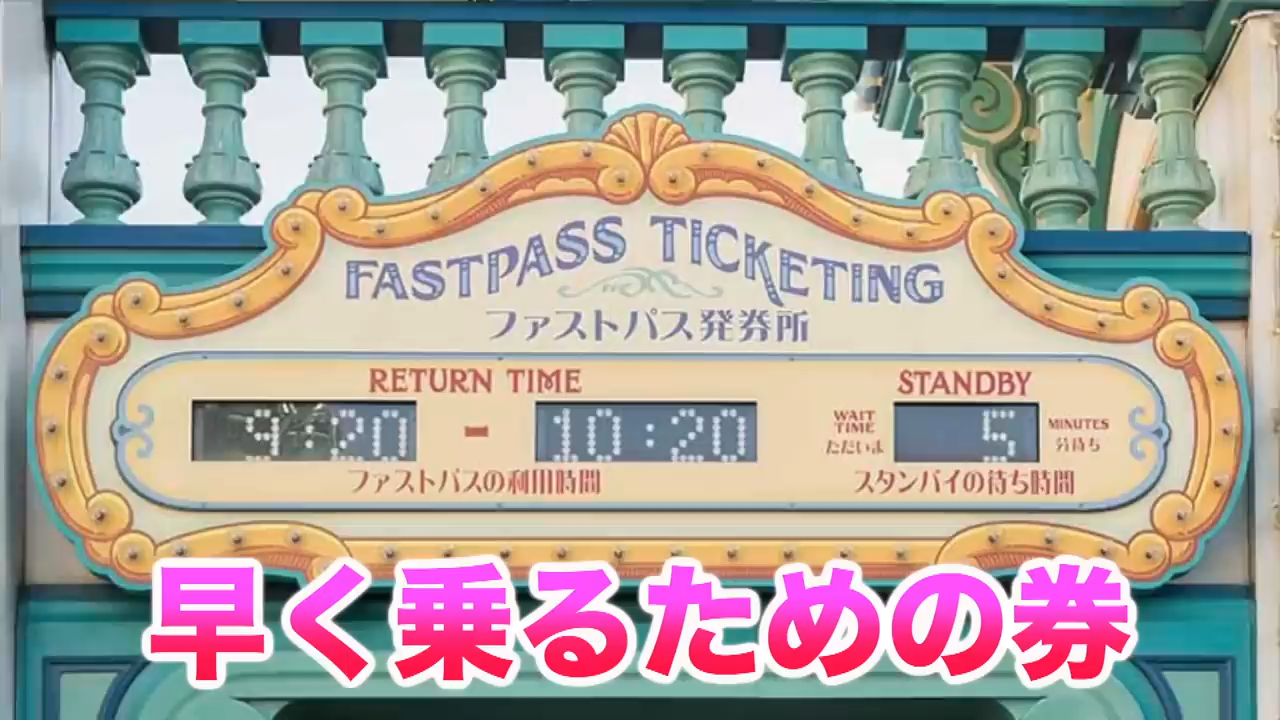 FASTPASS TICKETING
ファストパス発券所
RETURN TIME
9:20 - 10:20
ファストパスの利用時間
STANDBY
WAIT TIME
ただいま
5
MINUTES
分待ち
スタンバイの待ち時間
早く乗るための券